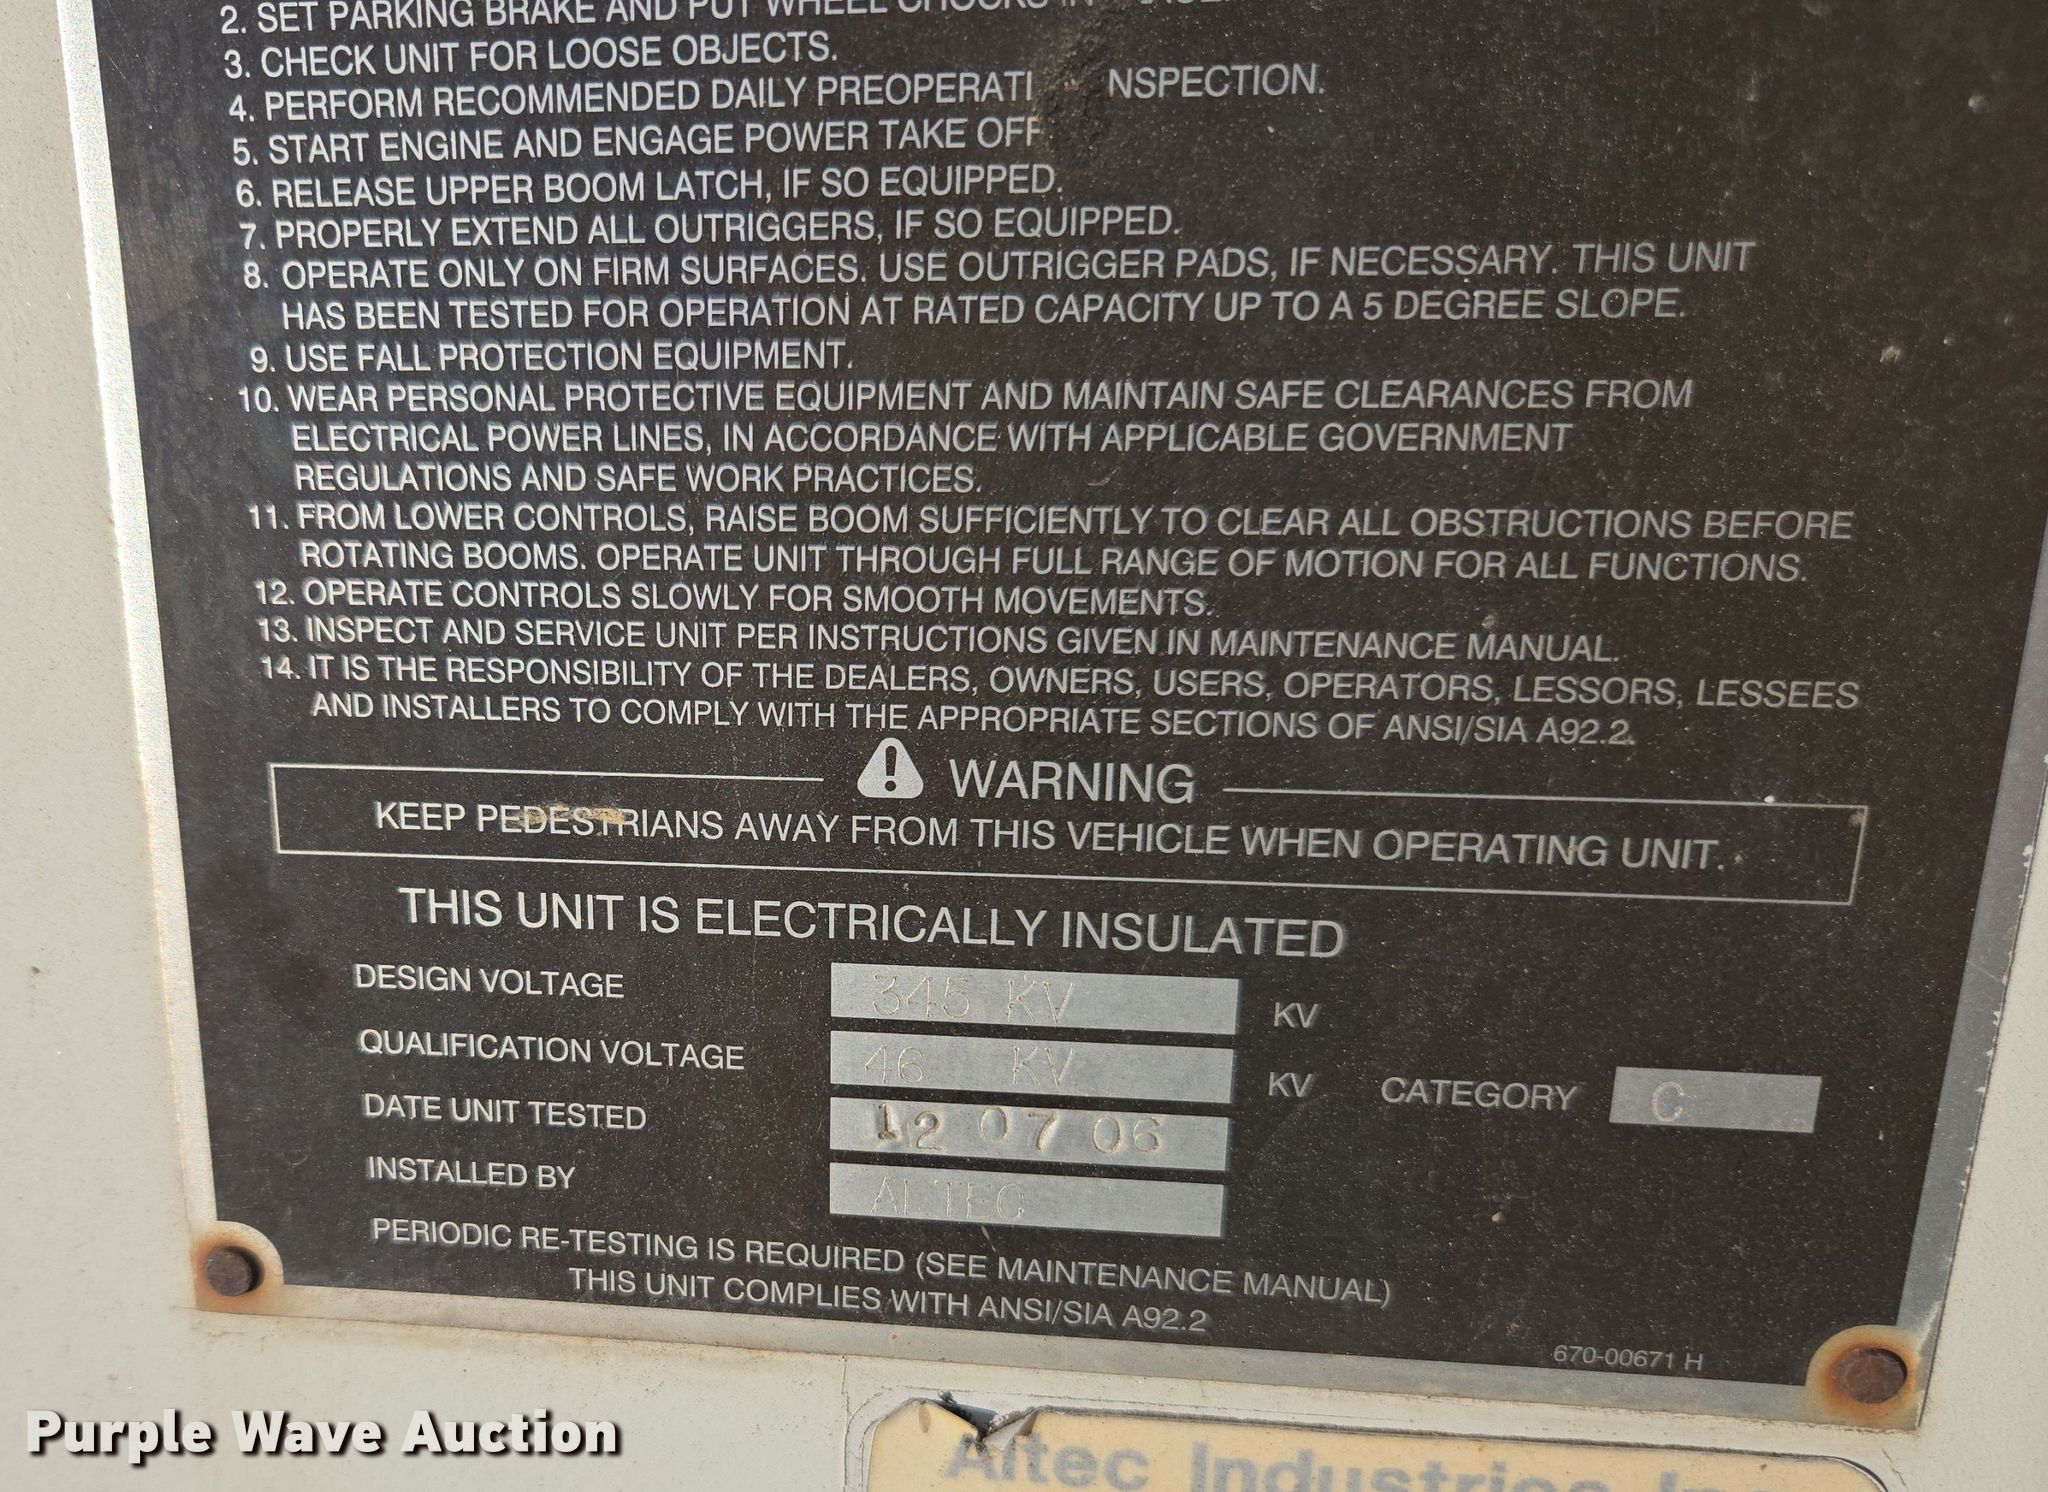 2. SET PARKING BRAKE AND PUT WHEEL CHOCKS
3. CHECK UNIT FOR LOOSE OBJECTS.
4. PERFORM RECOMMENDED DAILY PREOPERATI NSPECTION.
5. START ENGINE AND ENGAGE POWER TAKE OFF
6. RELEASE UPPER BOOM LATCH, IF SO EQUIPPED.
7. PROPERLY EXTEND ALL OUTRIGGERS, IF SO EQUIPPED.
8. OPERATE ONLY ON FIRM SURFACES. USE OUTRIGGER PADS, IF NECESSARY. THIS UNIT
HAS BEEN TESTED FOR OPERATION AT RATED CAPACITY UP TO A 5 DEGREE SLOPE.
9. USE FALL PROTECTION EQUIPMENT.
10. WEAR PERSONAL PROTECTIVE EQUIPMENT AND MAINTAIN SAFE CLEARANCES FROM
ELECTRICAL POWER LINES, IN ACCORDANCE WITH APPLICABLE GOVERNMENT
REGULATIONS AND SAFE WORK PRACTICES.
11. FROM LOWER CONTROLS, RAISE BOOM SUFFICIENTLY TO CLEAR ALL OBSTRUCTIONS BEFORE
ROTATING BOOMS. OPERATE UNIT THROUGH FULL RANGE OF MOTION FOR ALL FUNCTIONS.
12. OPERATE CONTROLS SLOWLY FOR SMOOTH MOVEMENTS.
13. INSPECT AND SERVICE UNIT PER INSTRUCTIONS GIVEN IN MAINTENANCE MANUAL.
14. IT IS THE RESPONSIBILITY OF THE DEALERS, OWNERS, USERS, OPERATORS, LESSORS, LESSEES
AND INSTALLERS TO COMPLY WITH THE APPROPRIATE SECTIONS OF ANSI/SIA A92.2.
WARNING
KEEP PEDESTRIANS AWAY FROM THIS VEHICLE WHEN OPERATING UNIT.
THIS UNIT IS ELECTRICALLY INSULATED
DESIGN VOLTAGE 345 KV KV
QUALIFICATION VOLTAGE 46 KV KV CATEGORY C
DATE UNIT TESTED 12 07 06
INSTALLED BY ALTEC
PERIODIC RE-TESTING IS REQUIRED (SEE MAINTENANCE MANUAL)
THIS UNIT COMPLIES WITH ANSI/SIA A92.2
670-00671 H
Altec Industries Inc
Purple Wave Auction